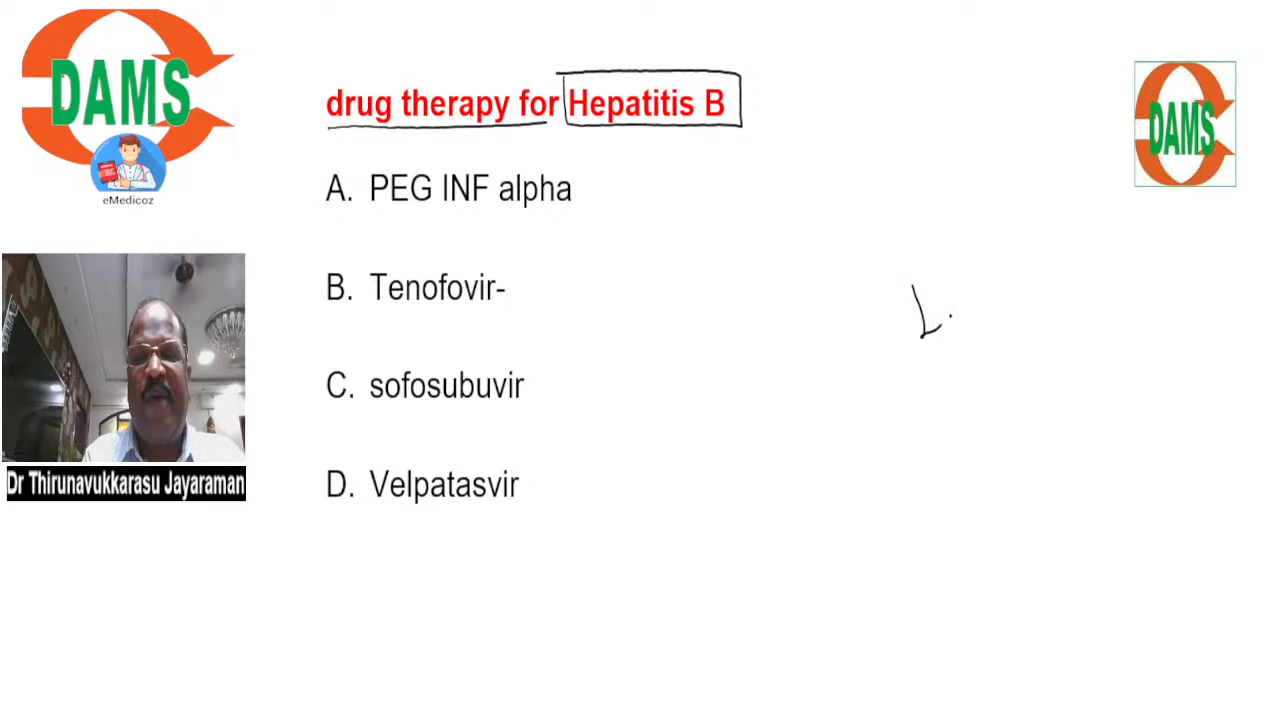 DAMS
eMedicoz
drug therapy for Hepatitis B
A. PEG INF alpha
B. Tenofovir-
C. sofosubuvir
D. Velpatasvir
L.
DAMS
Dr Thirunavukkarasu Jayaraman